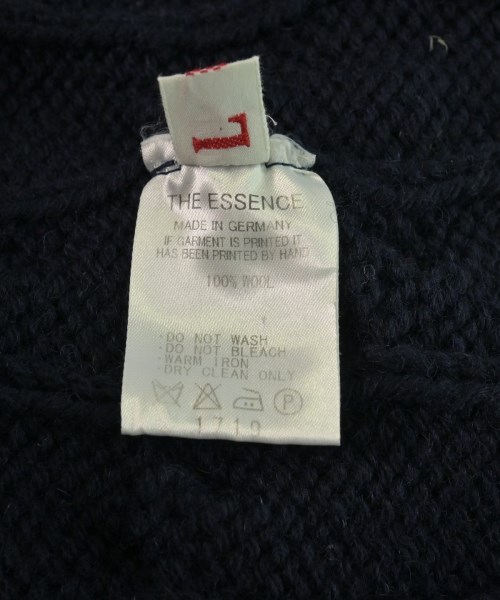 L
THE ESSENCE
MADE IN GERMANY
IF GARMENT IS PRINTED IT
HAS BEEN PRINTED BY HAND
100% WOOL
·DO NOT WASH
·DO NOT BLEACH
·WARM IRON
·DRY CLEAN ONLY
P
1719